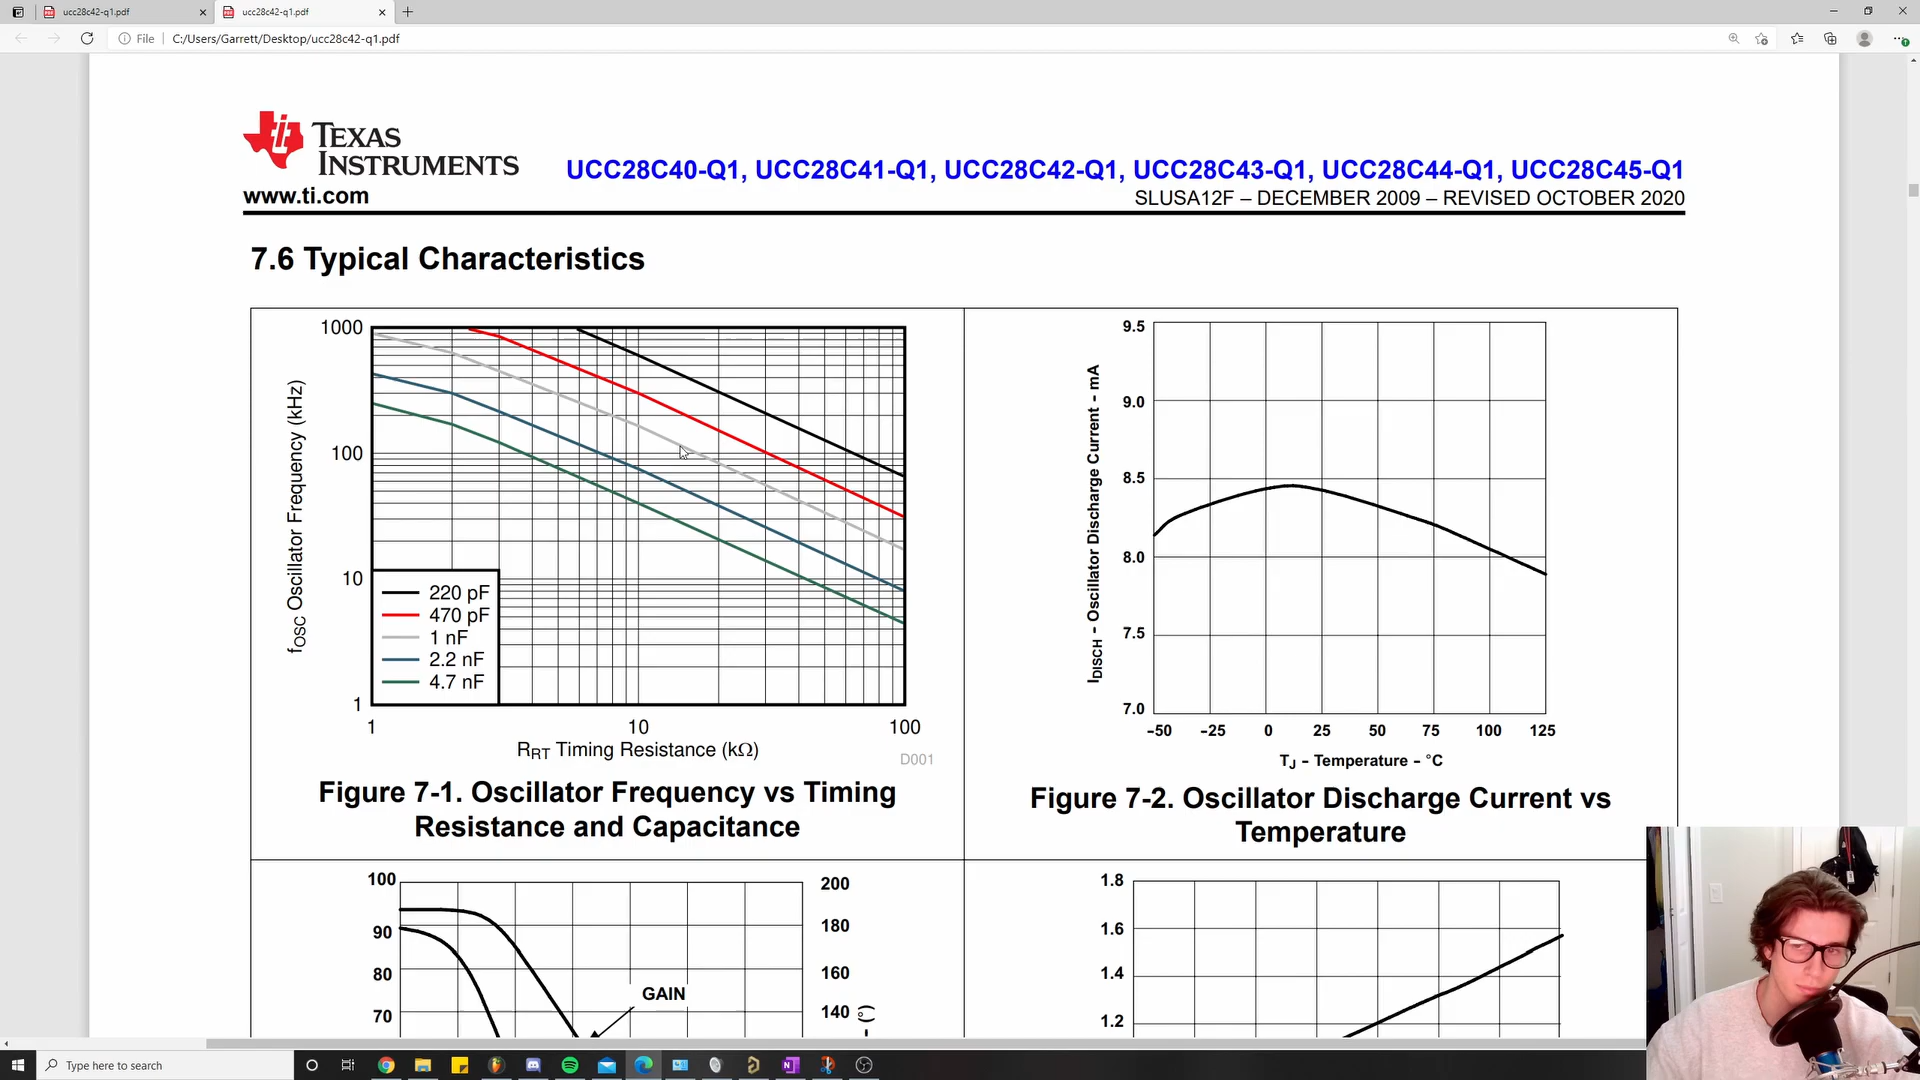 ucc28c42-q1.pdf
ucc28c42-q1.pdf
File
C:/Users/Garrett/Desktop/ucc28c42-q1.pdf
TEXAS
INSTRUMENTS
www.ti.com
UCC28C40-Q1, UCC28C41-Q1, UCC28C42-Q1, UCC28C43-Q1, UCC28C44-Q1, UCC28C45-Q1
SLUSA12F – DECEMBER 2009 – REVISED OCTOBER 2020
7.6 Typical Characteristics
1000
100
10
1
fOSC Oscillator Frequency (kHz)
220 pF
470 pF
1 nF
2.2 nF
4.7 nF
1 10 100
RRT Timing Resistance (kΩ)
D001
Figure 7-1. Oscillator Frequency vs Timing
Resistance and Capacitance
9.5
9.0
8.5
8.0
7.5
7.0
IDISCH – Oscillator Discharge Current – mA
–50 –25 0 25 50 75 100 125
TJ – Temperature – °C
Figure 7-2. Oscillator Discharge Current vs
Temperature
100
90
80
70
GAIN
200
180
160
140
(°)
1.8
1.6
1.4
1.2
Type here to search